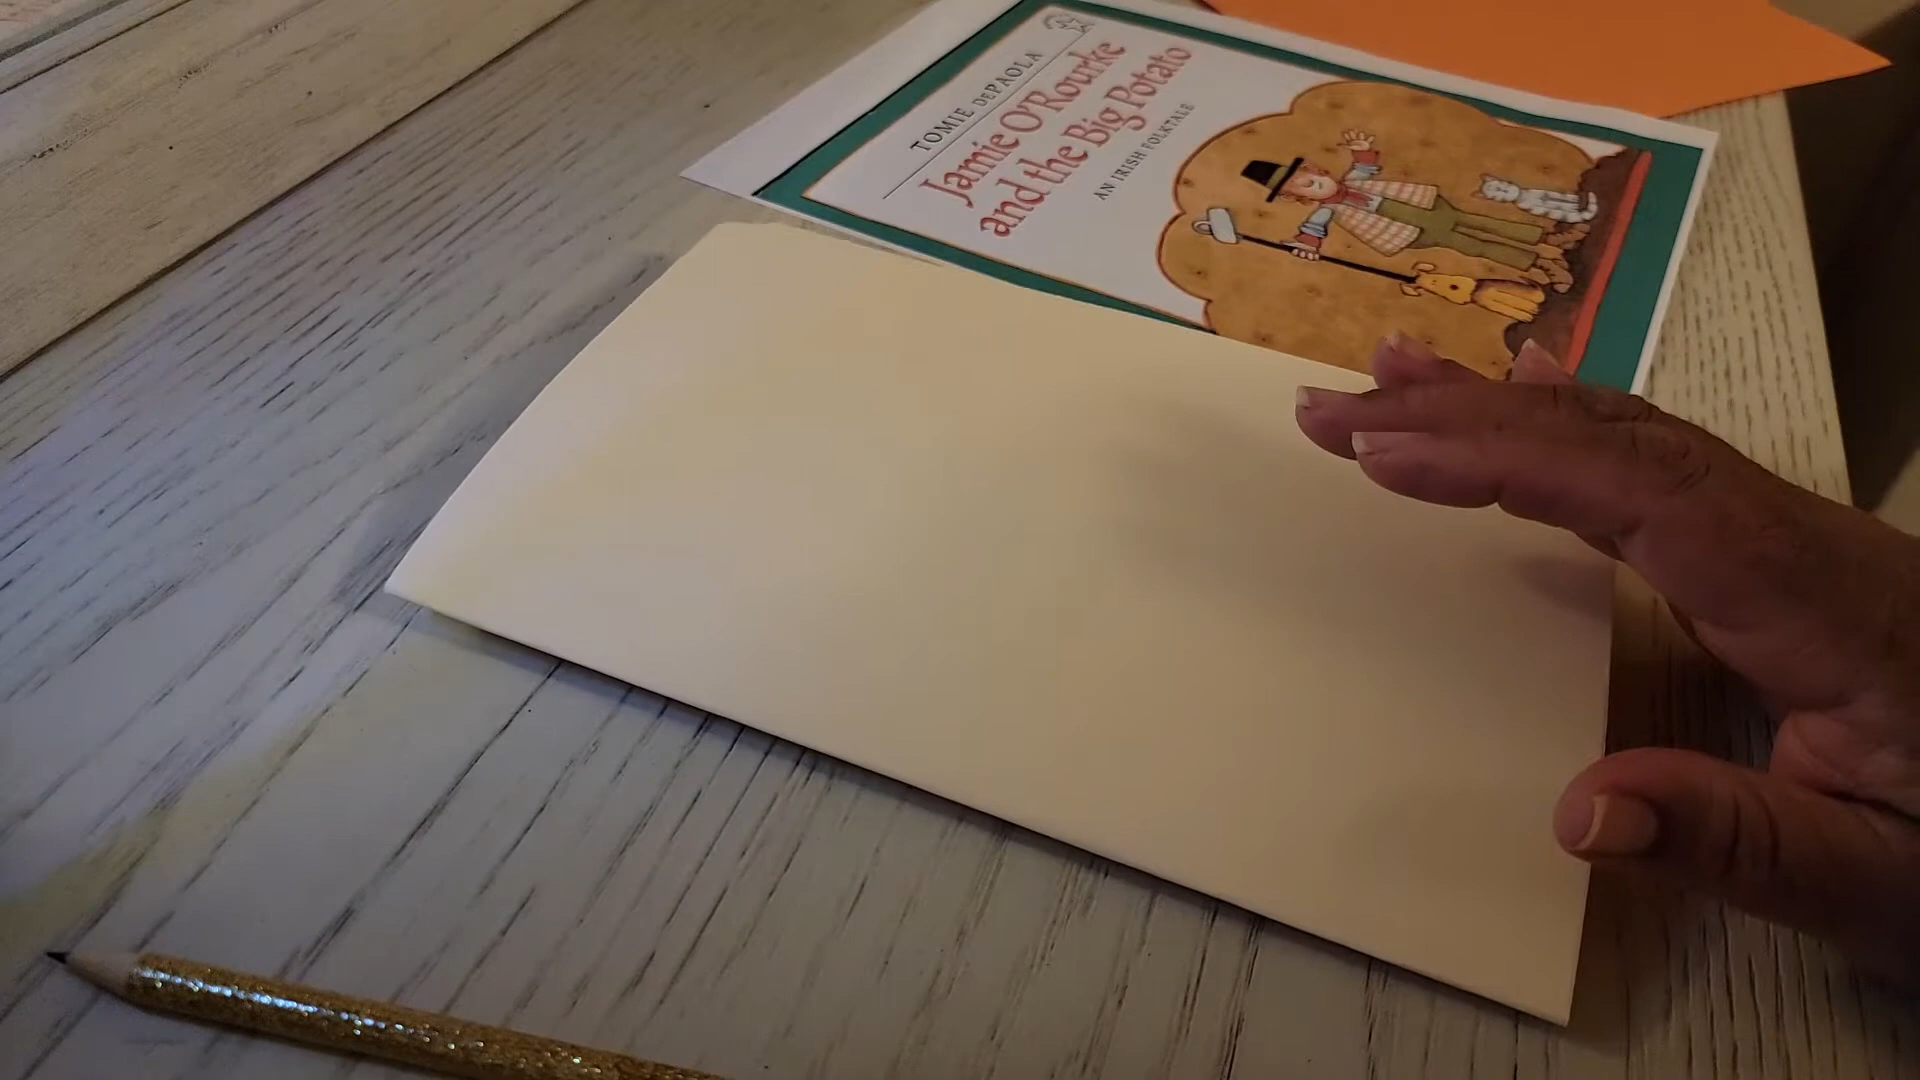 TOMIE dePAOLA
Jamie O'Rourke
and the Big Potato
AN IRISH FOLKTALE